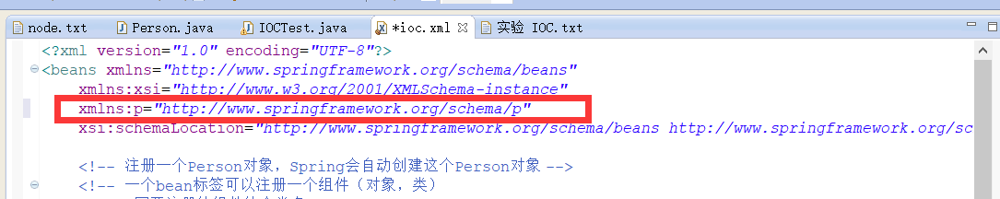 node.txt Person.java IOCTest.java *ioc.xml 实验 IOC.txt
<?xml version="1.0" encoding="UTF-8"?>
<beans xmlns="http://www.springframework.org/schema/beans"
xmlns:xsi="http://www.w3.org/2001/XMLSchema-instance"
xmlns:p="http://www.springframework.org/schema/p"
xsi:schemaLocation="http://www.springframework.org/schema/beans http://www.springframework.org/sc
<!-- 注册一个Person对象，Spring会自动创建这个Person对象 -->
<!-- 一个bean标签可以注册一个组件（对象，类）